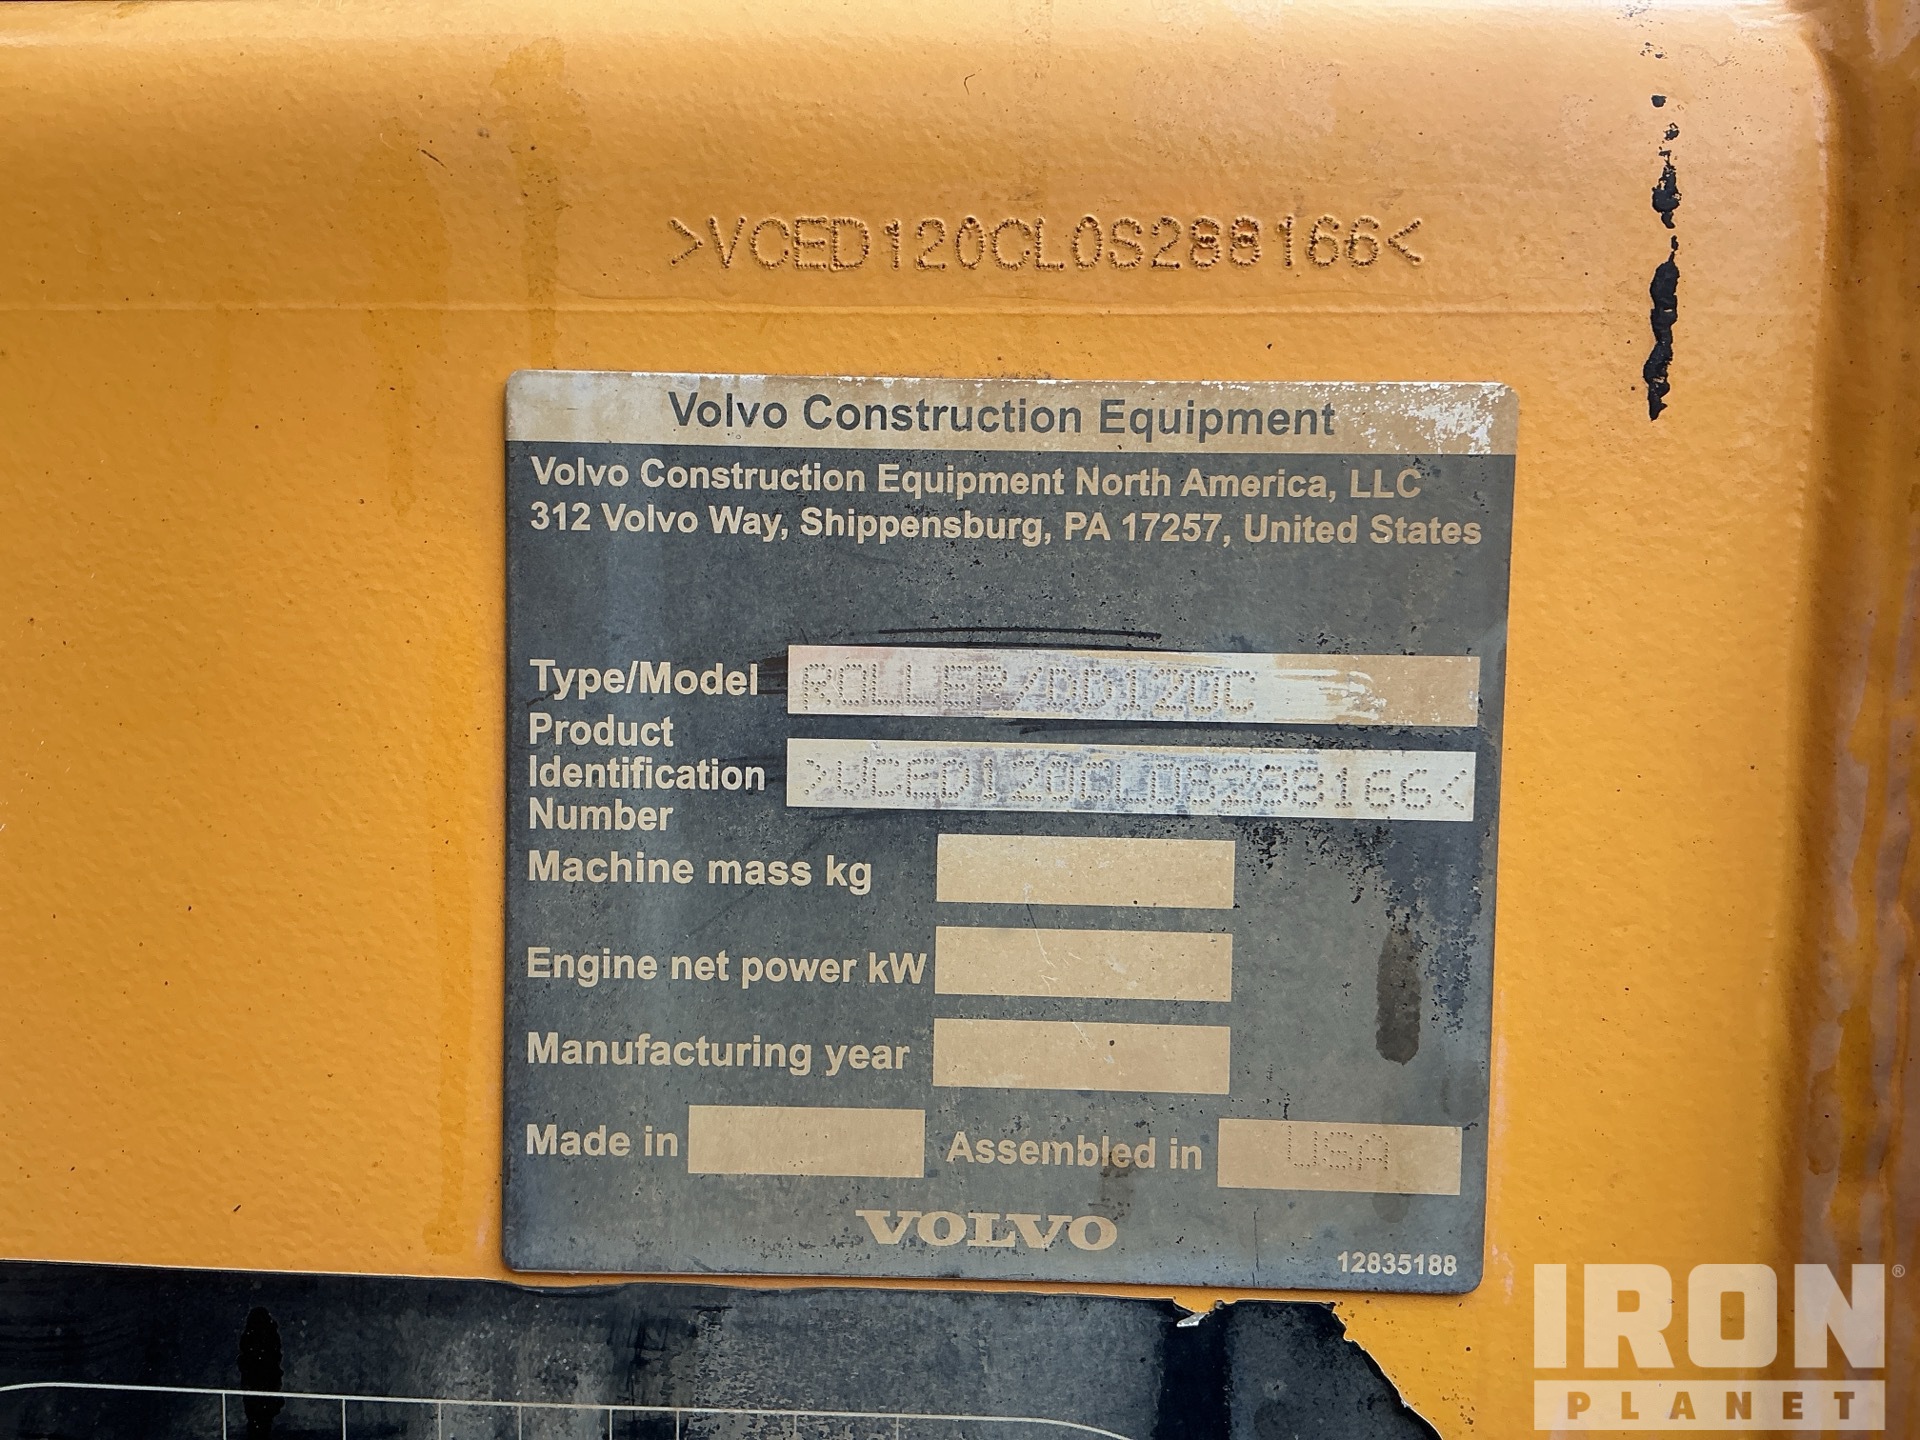 >VCED120CL0S288166<
Volvo Construction Equipment
Volvo Construction Equipment North America, LLC
312 Volvo Way, Shippensburg, PA 17257, United States
Type/Model ROLLER/DD120C
Product
Identification
Number >VCED120CL0S288166<
Machine mass kg
Engine net power kW
Manufacturing year
Made in
Assembled in USA
VOLVO
12835188
IRON®
PLANET